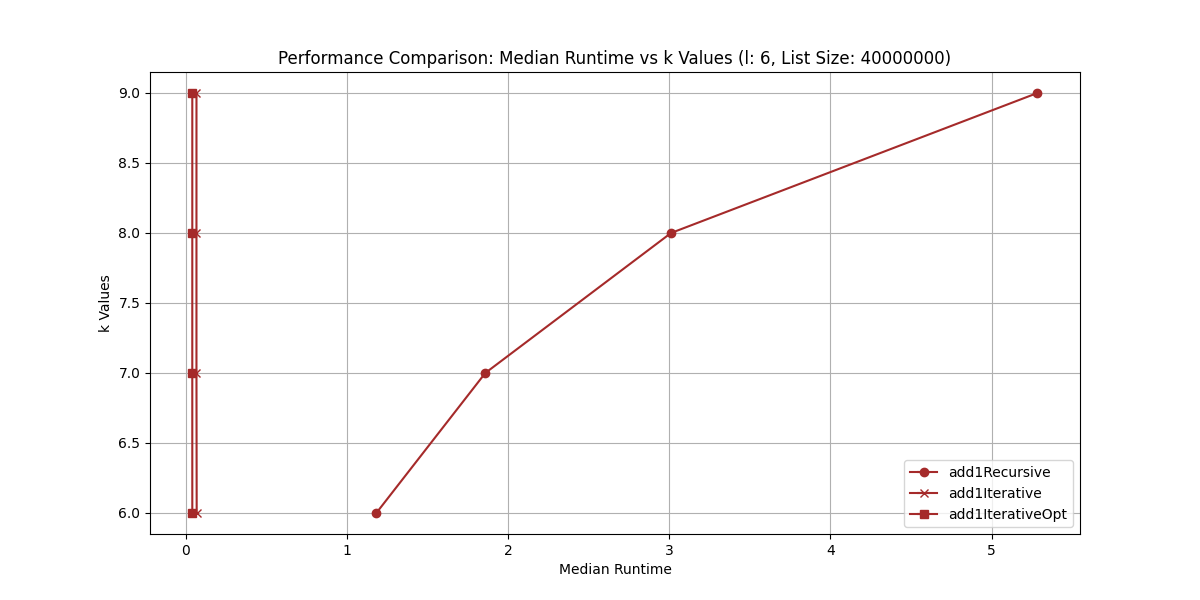 Performance Comparison: Median Runtime vs k Values (l: 6, List Size: 40000000)
k Values
9.0
8.5
8.0
7.5
7.0
6.5
6.0
add1Recursive
add1Iterative
add1IterativeOpt
0 1 2 3 4 5
Median Runtime